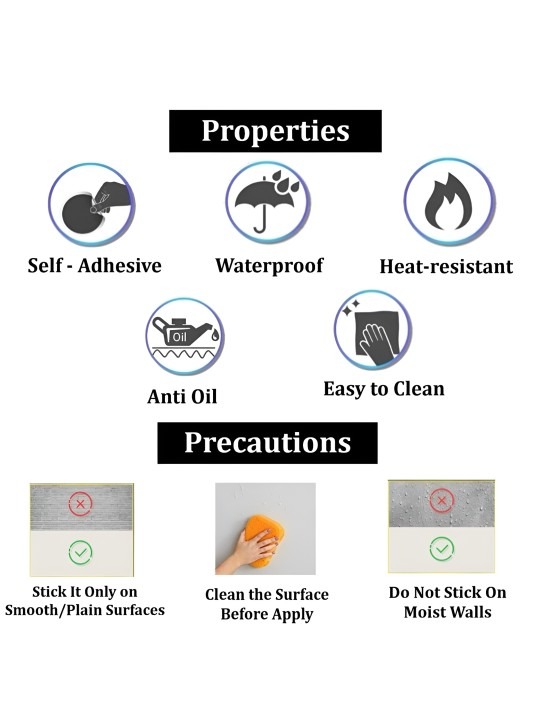 Properties
Self - Adhesive
Waterproof
Heat-resistant
Oil
Anti Oil
Easy to Clean
Precautions
Stick It Only on
Smooth/Plain Surfaces
Clean the Surface
Before Apply
Do Not Stick On
Moist Walls